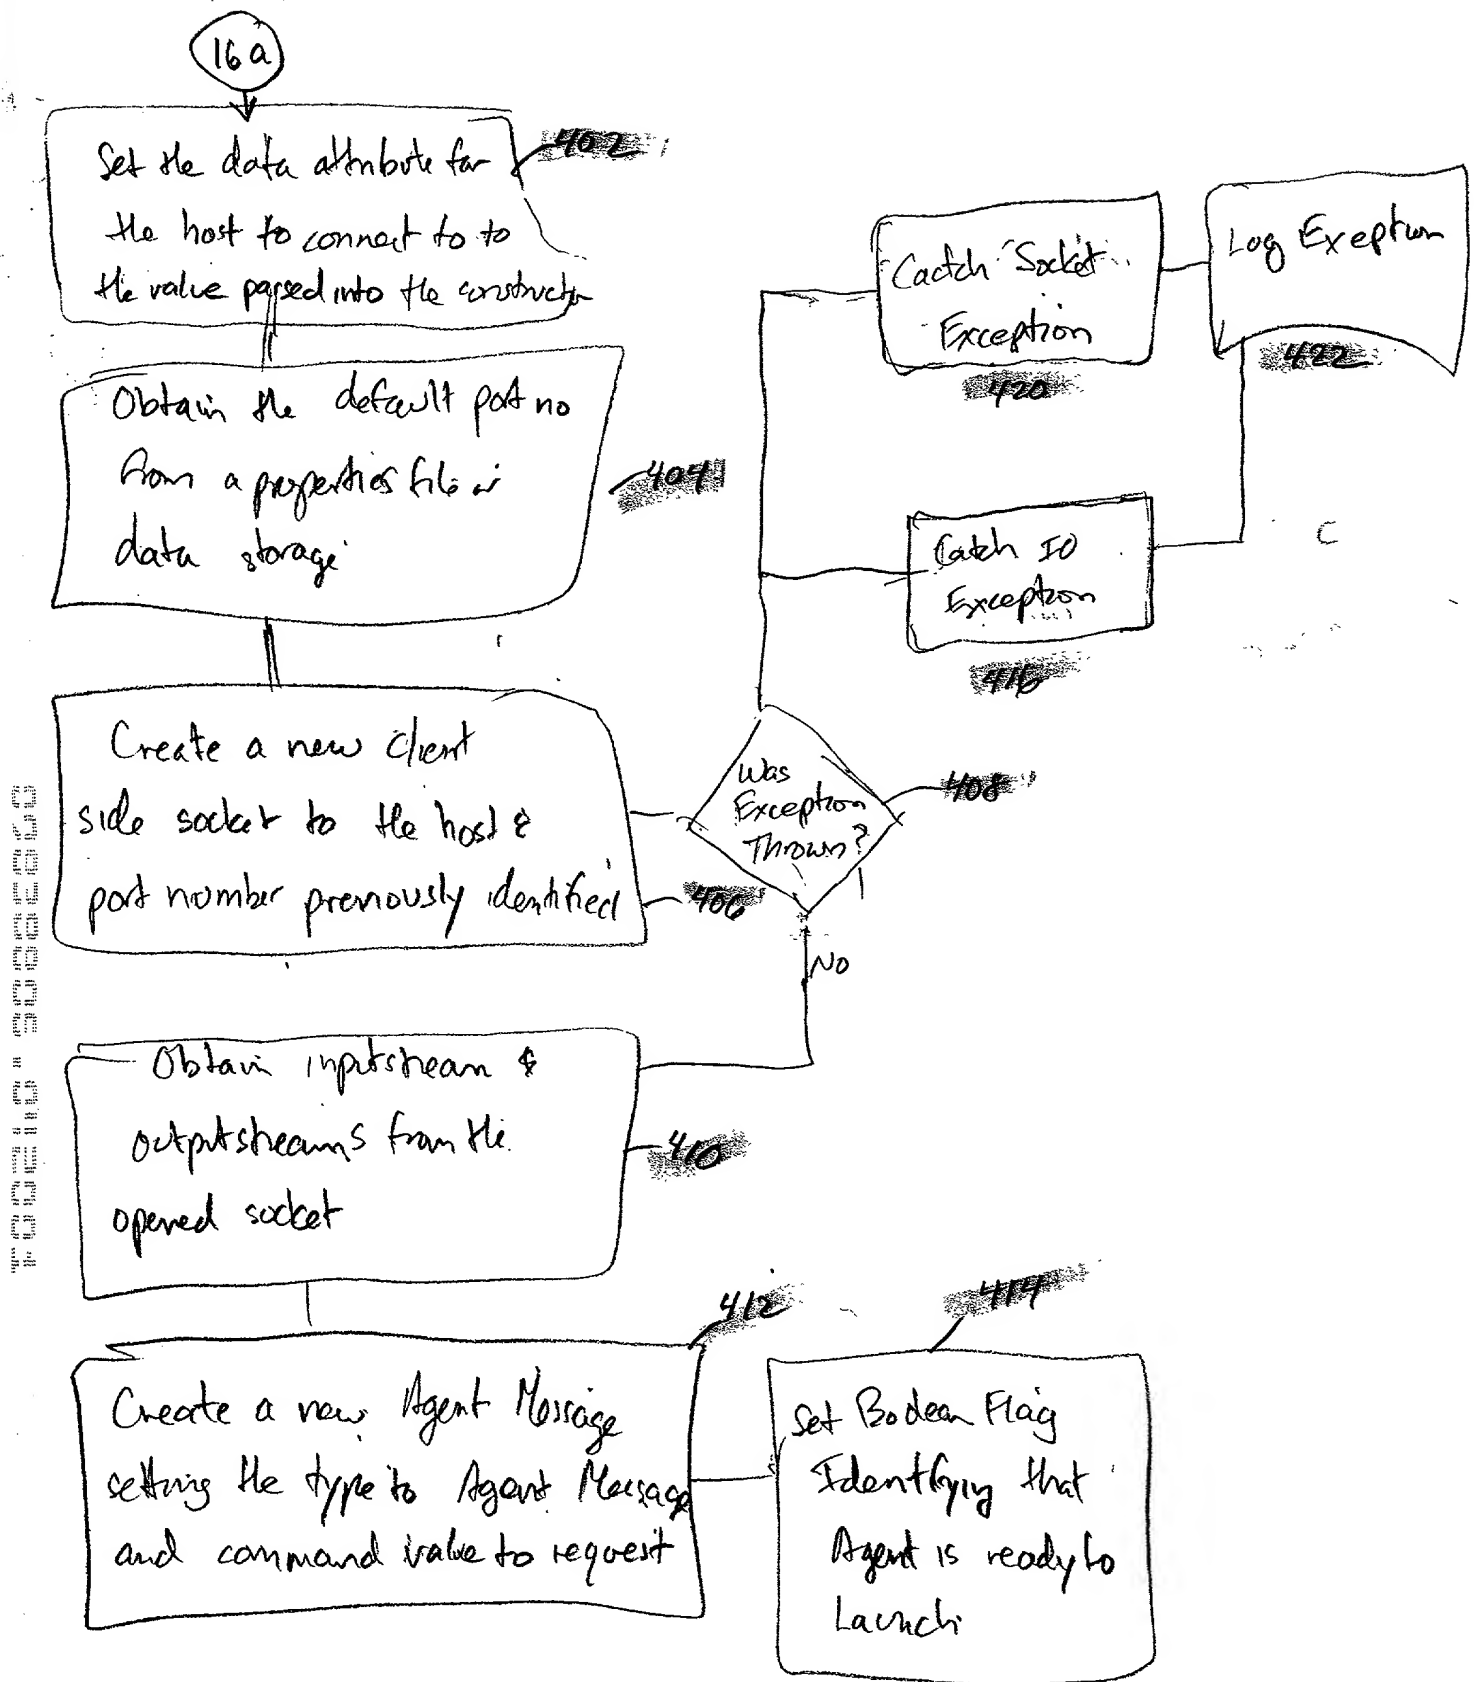 16a
Set the data attribute for
the host to connect to to
the value passed into the constructor
402
Obtain the default port no
from a properties file or
data storage
404
Create a new client
side socket to the host &
port number previously identified
406
Was
Exception
Thrown?
408
No
Cactch Socket
Exception
420
Log Exeption
422
Catch IO
Exception
416
C
Obtain inputstream &
outputstreams from the
opened socket
410
Create a new Agent Message
setting the type to Agent Message
and command value to request
412
Set Boolean Flag
Identifying that
Agent is ready to
Launch
414